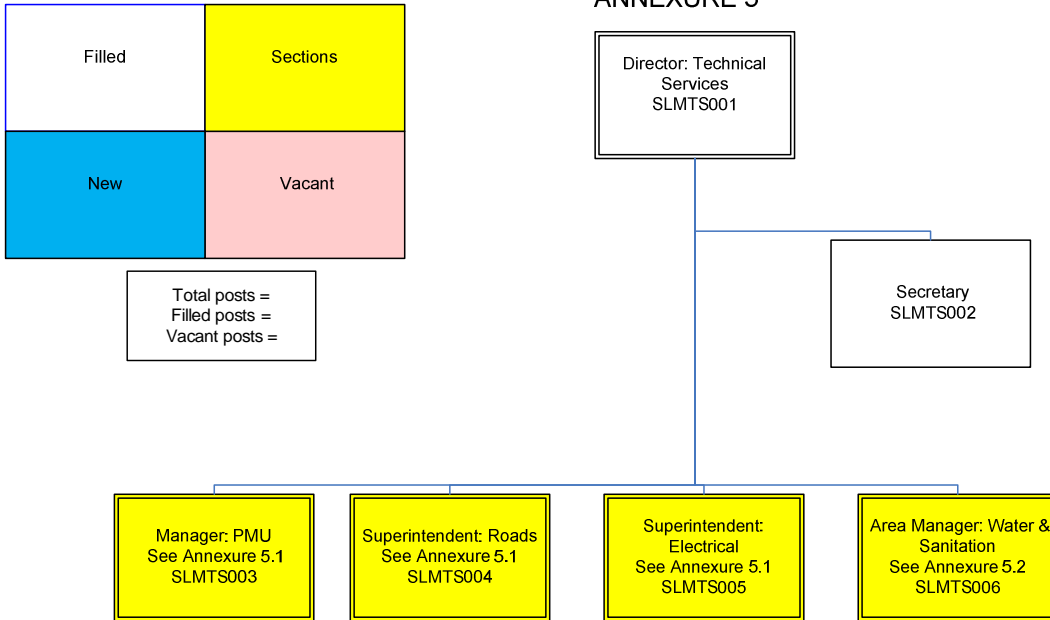 ANNEXURE 5
Filled
Sections
New
Vacant
Total posts =
Filled posts =
Vacant posts =
Director: Technical
Services
SLMTS001
Secretary
SLMTS002
Manager: PMU
See Annexure 5.1
SLMTS003
Superintendent: Roads
See Annexure 5.1
SLMTS004
Superintendent:
Electrical
See Annexure 5.1
SLMTS005
Area Manager: Water &
Sanitation
See Annexure 5.2
SLMTS006